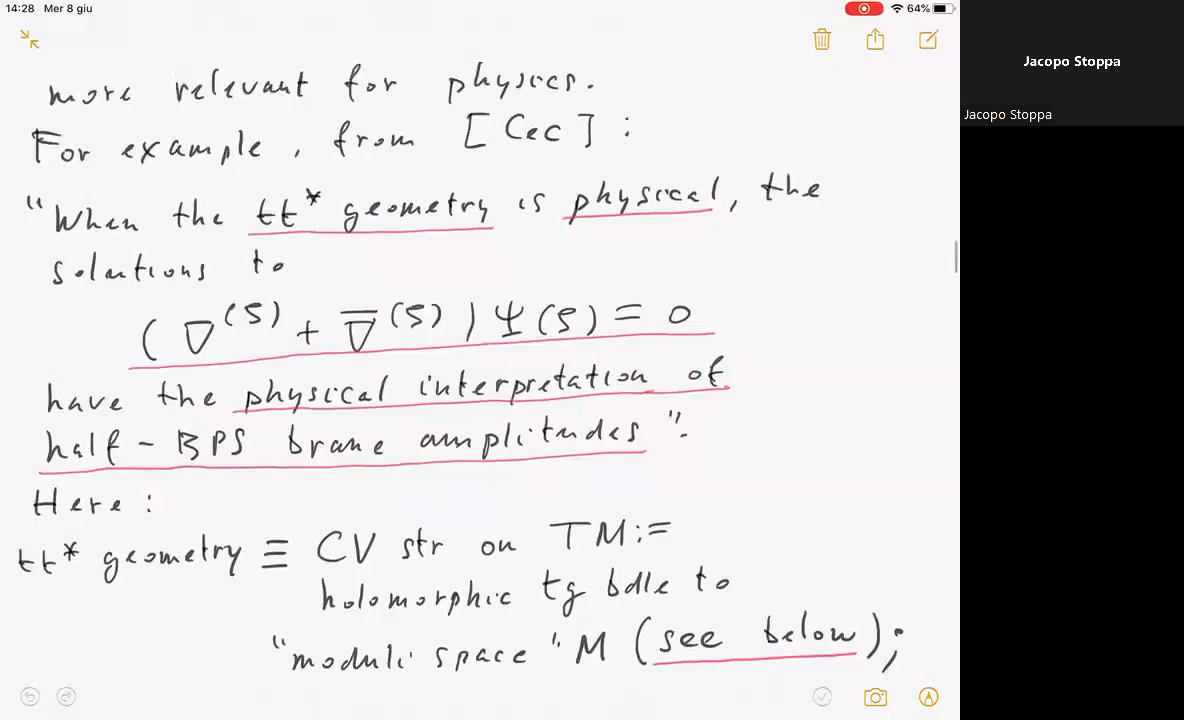 14:28 Mer 8 giu
64%
more relevant for physics.
For example, from [Cec]:
"When the tt* geometry is physical, the
solutions to
(∇^(ζ) + ∇̅^(ζ)) Ψ(ζ) = 0
have the physical interpretation of
half-BPS brane amplitudes".
Here:
tt* geometry ≡ CV str on TM:=
holomorphic tg bdle to
"moduli space" M (see below);
Jacopo Stoppa
Jacopo Stoppa